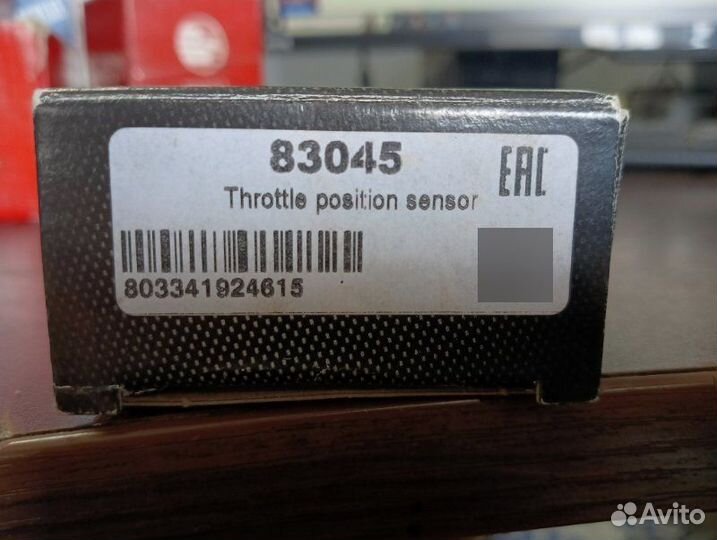 83045
EAC
Throttle position sensor
803341924615
Avito